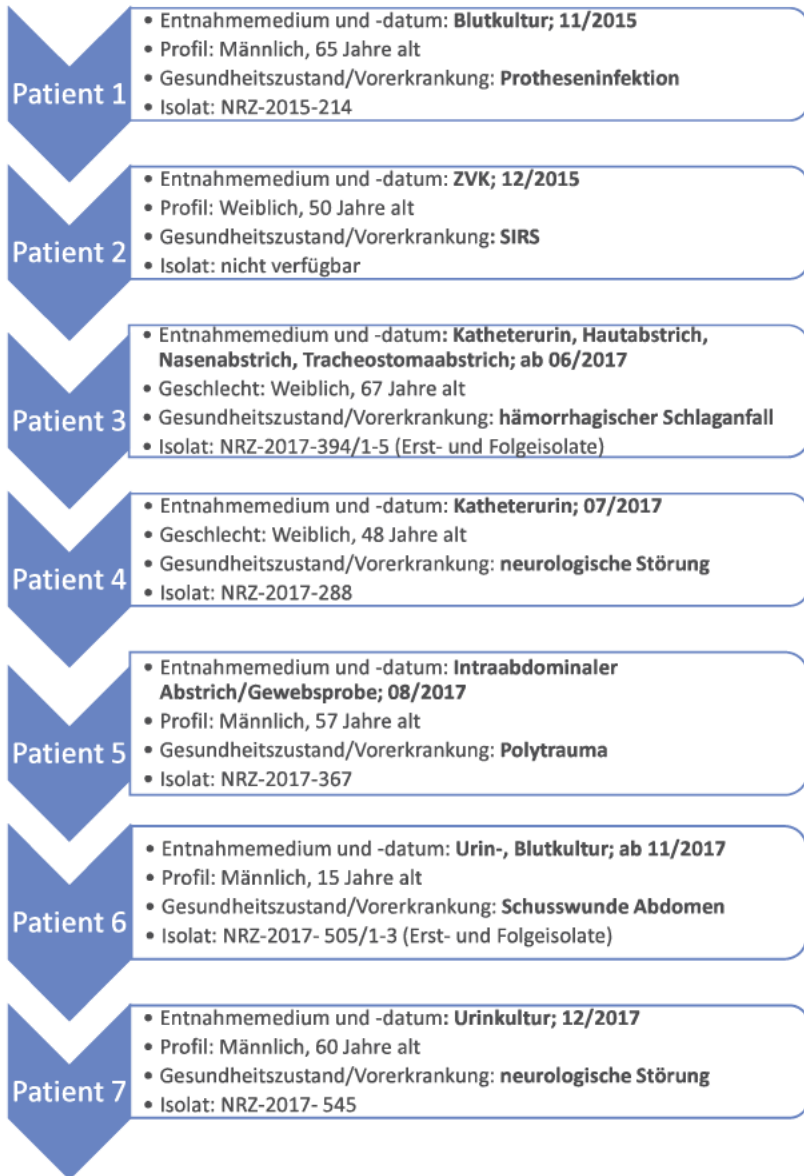 Patient 1
• Entnahmemedium und -datum: Blutkultur; 11/2015
• Profil: Männlich, 65 Jahre alt
• Gesundheitszustand/Vorerkrankung: Protheseninfektion
• Isolat: NRZ-2015-214
Patient 2
• Entnahmemedium und -datum: ZVK; 12/2015
• Profil: Weiblich, 50 Jahre alt
• Gesundheitszustand/Vorerkrankung: SIRS
• Isolat: nicht verfügbar
Patient 3
• Entnahmemedium und -datum: Katheterurin, Hautabstrich,
Nasenabstrich, Tracheostomaabstrich; ab 06/2017
• Geschlecht: Weiblich, 67 Jahre alt
• Gesundheitszustand/Vorerkrankung: hämorrhagischer Schlaganfall
• Isolat: NRZ-2017-394/1-5 (Erst- und Folgeisolate)
Patient 4
• Entnahmemedium und -datum: Katheterurin; 07/2017
• Geschlecht: Weiblich, 48 Jahre alt
• Gesundheitszustand/Vorerkrankung: neurologische Störung
• Isolat: NRZ-2017-288
Patient 5
• Entnahmemedium und -datum: Intraabdominaler
Abstrich/Gewebsprobe; 08/2017
• Profil: Männlich, 57 Jahre alt
• Gesundheitszustand/Vorerkrankung: Polytrauma
• Isolat: NRZ-2017-367
Patient 6
• Entnahmemedium und -datum: Urin-, Blutkultur; ab 11/2017
• Profil: Männlich, 15 Jahre alt
• Gesundheitszustand/Vorerkrankung: Schusswunde Abdomen
• Isolat: NRZ-2017- 505/1-3 (Erst- und Folgeisolate)
Patient 7
• Entnahmemedium und -datum: Urinkultur; 12/2017
• Profil: Männlich, 60 Jahre alt
• Gesundheitszustand/Vorerkrankung: neurologische Störung
• Isolat: NRZ-2017- 545